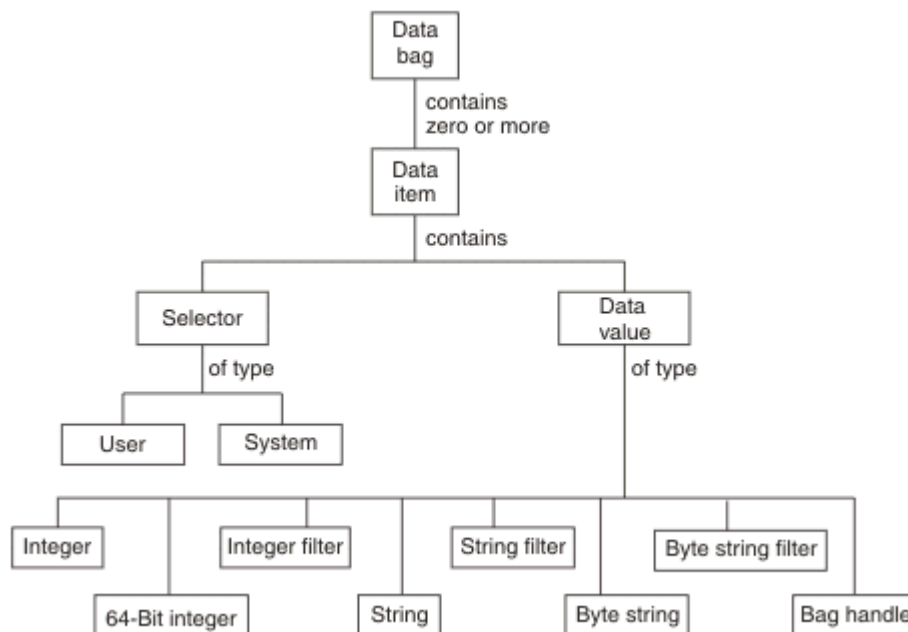 Data
bag
contains
zero or more
Data
item
contains
Selector
Data
value
of type
of type
User
System
Integer
Integer filter
String filter
Byte string filter
64-Bit integer
String
Byte string
Bag handle